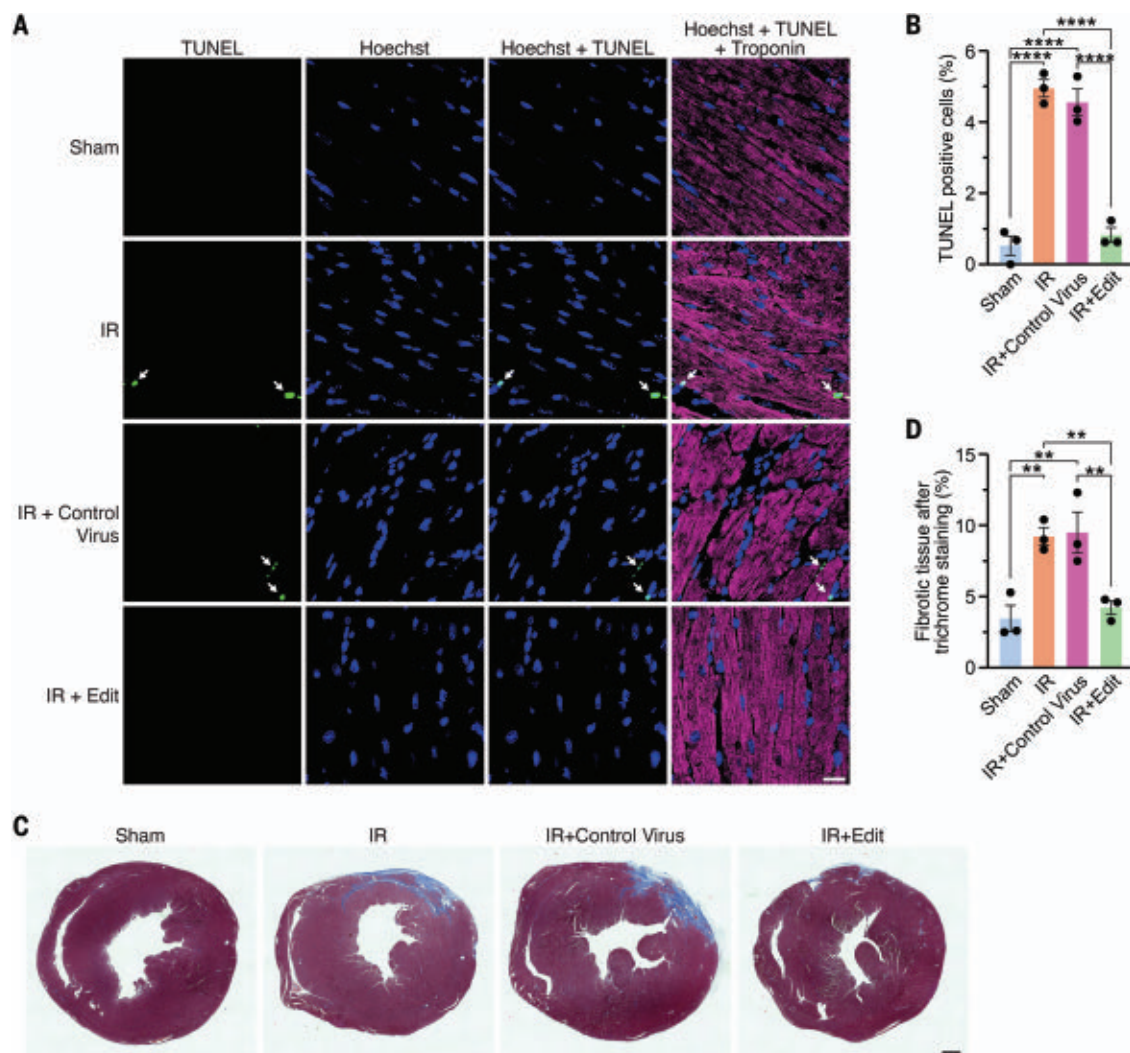 A
TUNEL
Hoechst
Hoechst + TUNEL
Hoechst + TUNEL
+ Troponin
Sham
IR
IR + Control
Virus
IR + Edit
B
****
****
**** ****
TUNEL positive cells (%)
6
4
2
0
Sham
IR
IR+Control Virus
IR+Edit
D
**
**
** **
Fibrotic tissue after
trichrome staining (%)
15
10
5
0
Sham
IR
IR+Control Virus
IR+Edit
C
Sham
IR
IR+Control Virus
IR+Edit